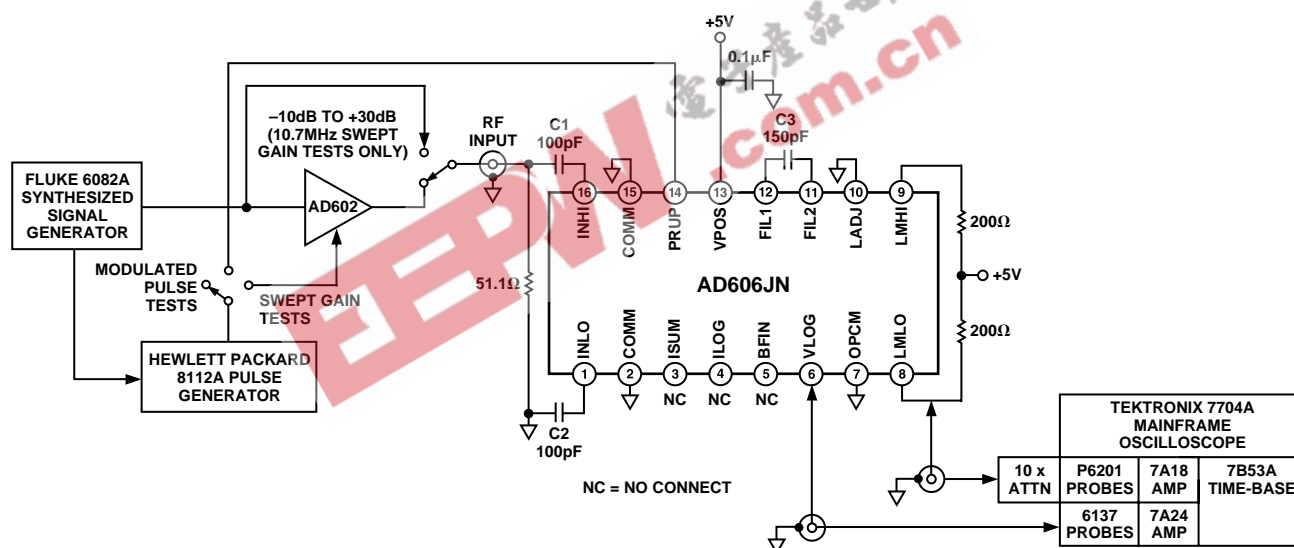 +5V
0.1µF
–10dB TO +30dB
(10.7MHz SWEPT
GAIN TESTS ONLY)
RF
INPUT
C1
100pF
C3
150pF
FLUKE 6082A
SYNTHESIZED
SIGNAL
GENERATOR
AD602
16
15
14
13
12
11
10
9
INHI
COMM
PRUP
VPOS
FIL1
FIL2
LADJ
LMHI
200Ω
+5V
200Ω
MODULATED
PULSE
TESTS
SWEPT GAIN
TESTS
51.1Ω
AD606JN
HEWLETT PACKARD
8112A PULSE
GENERATOR
INLO
COMM
ISUM
ILOG
BFIN
VLOG
OPCM
LMLO
1
2
3
4
5
6
7
8
NC
NC
NC
C2
100pF
NC = NO CONNECT
TEKTRONIX 7704A
MAINFRAME
OSCILLOSCOPE
10 x
ATTN
P6201
PROBES
7A18
AMP
7B53A
TIME-BASE
6137
PROBES
7A24
AMP
EEPW
.com.cn
電子產品